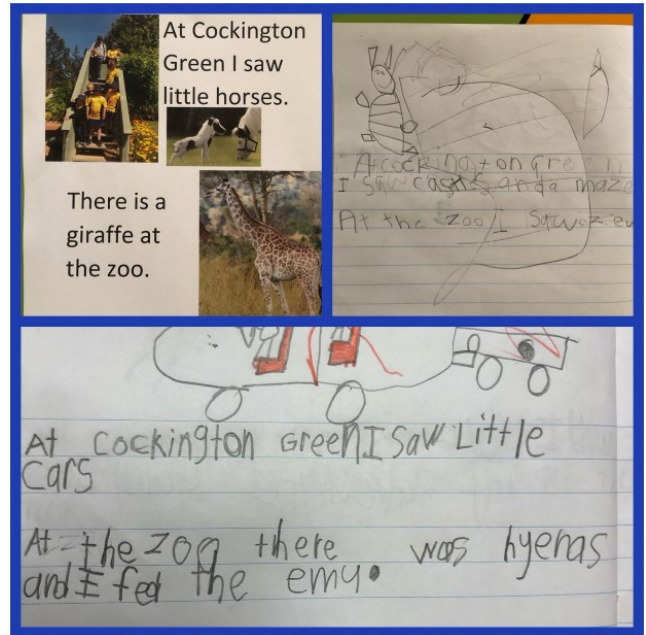 At Cockington
Green I saw
little horses.
There is a
giraffe at
the zoo.
At cockington green
I saw and a maze
At the zoo I saw
At Cockington Green I saw Little
Cars
At the zoo there was hyenas
and I fed the emu.